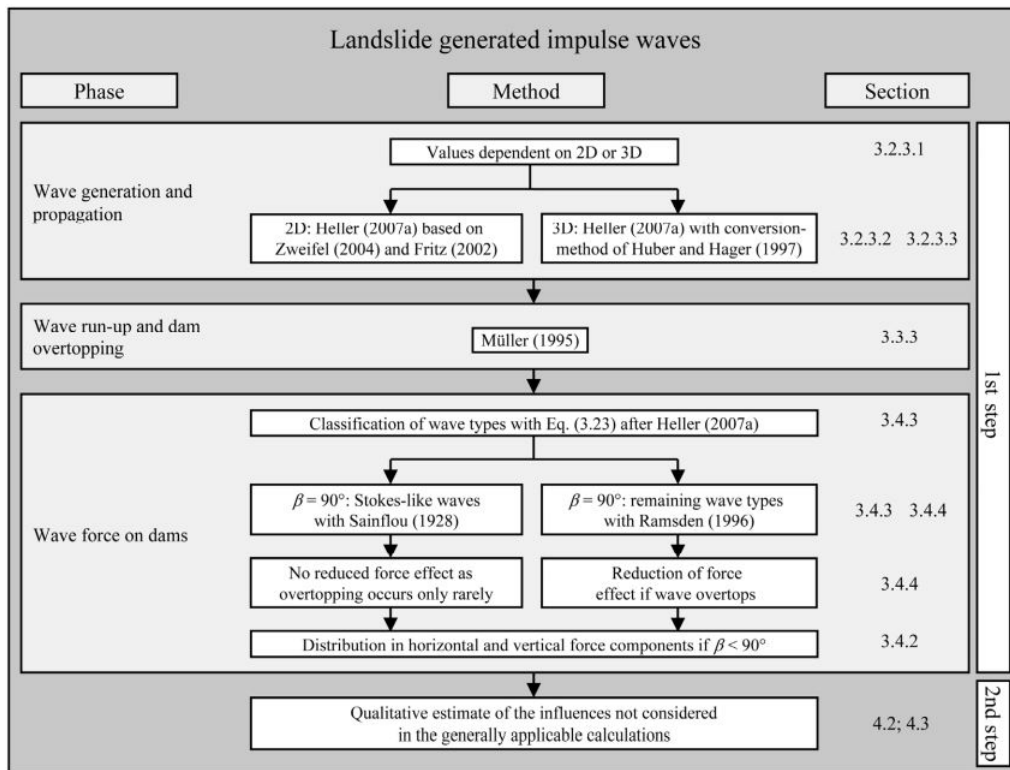 Landslide generated impulse waves
Phase
Method
Section
Values dependent on 2D or 3D
3.2.3.1
Wave generation and
propagation
2D: Heller (2007a) based on
Zweifel (2004) and Fritz (2002)
3D: Heller (2007a) with conversion-
method of Huber and Hager (1997)
3.2.3.2 3.2.3.3
Wave run-up and dam
overtopping
Müller (1995)
3.3.3
Wave force on dams
Classification of wave types with Eq. (3.23) after Heller (2007a)
3.4.3
β = 90°: Stokes-like waves
with Sainflou (1928)
β = 90°: remaining wave types
with Ramsden (1996)
3.4.3 3.4.4
No reduced force effect as
overtopping occurs only rarely
Reduction of force
effect if wave overtops
3.4.4
Distribution in horizontal and vertical force components if β < 90°
3.4.2
1st step
Qualitative estimate of the influences not considered
in the generally applicable calculations
4.2; 4.3
2nd step